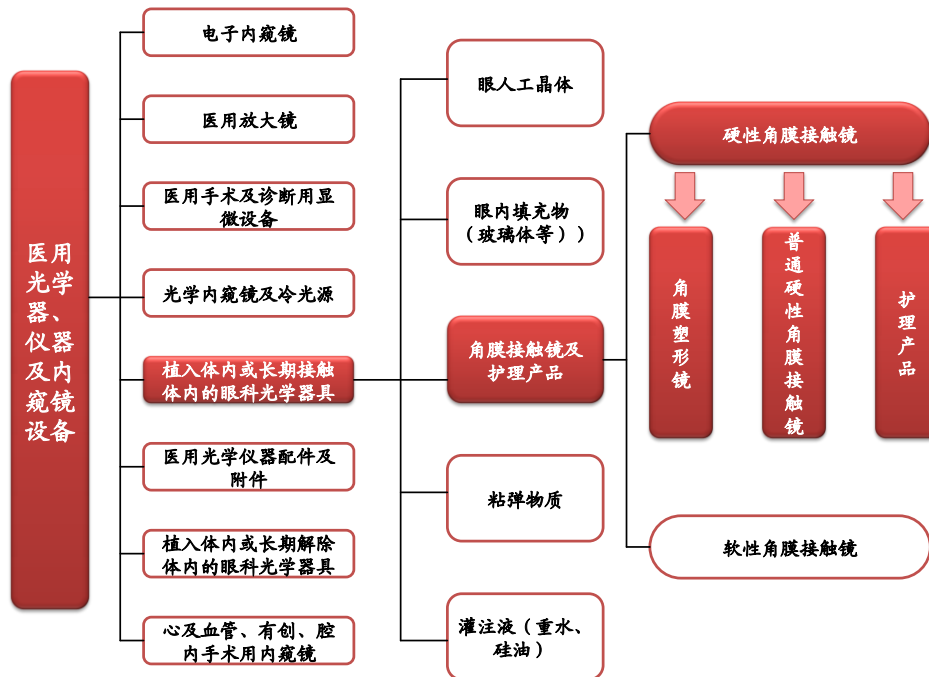 医用
光学
器、
仪器
及内
窥镜
设备
电子内窥镜
医用放大镜
医用手术及诊断用显
微设备
光学内窥镜及冷光源
植入体内或长期接触
体内的眼科光学器具
医用光学仪器配件及
附件
植入体内或长期解除
体内的眼科光学器具
心及血管、有创、腔
内手术用内窥镜
眼人工晶体
眼内填充物
（玻璃体等））
角膜接触镜及
护理产品
粘弹物质
灌注液（重水、
硅油）
硬性角膜接触镜
角膜塑形镜
普通硬性角膜接触镜
护理产品
软性角膜接触镜